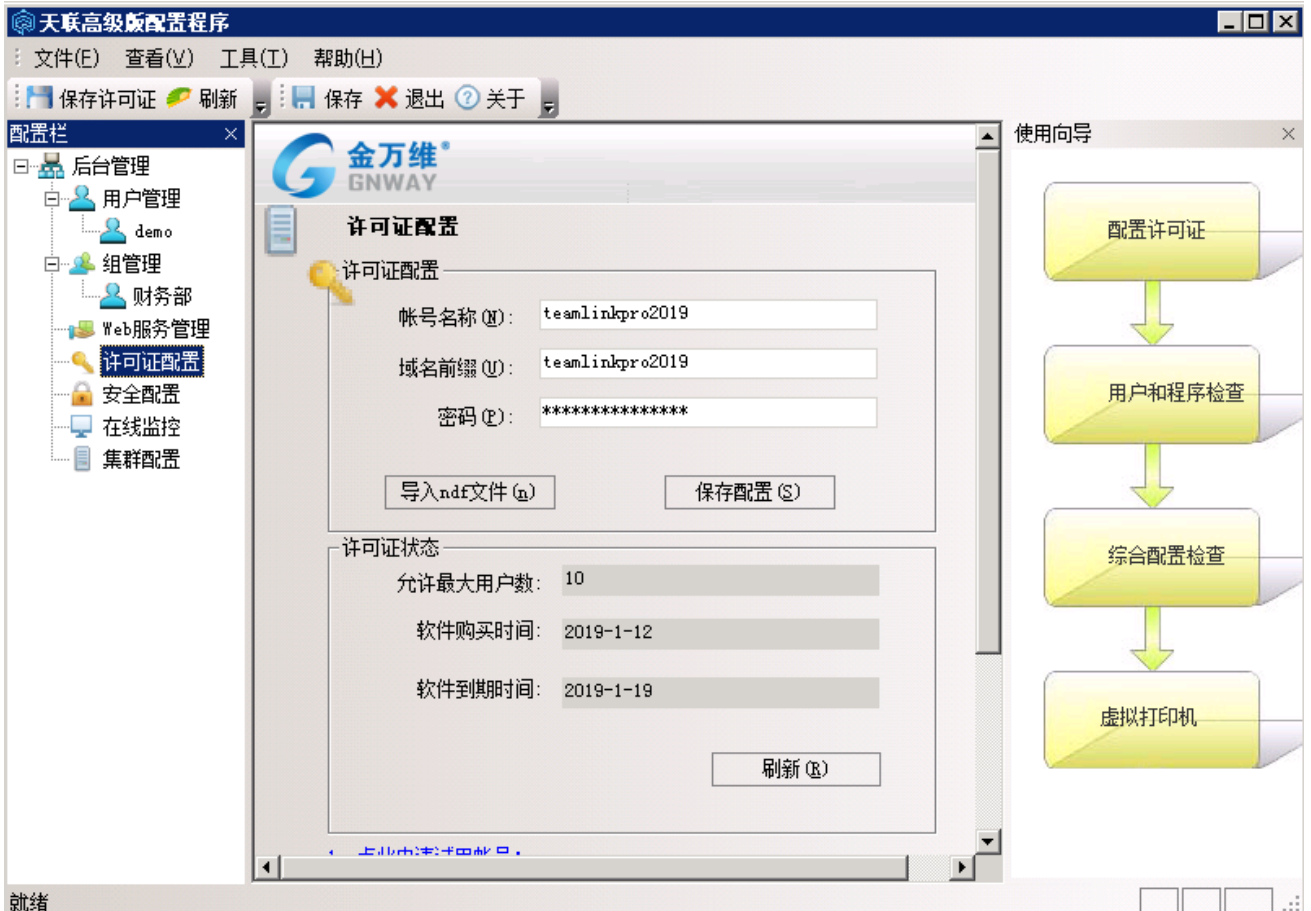 天联高级版配置程序
文件(F) 查看(V) 工具(T) 帮助(H)
保存许可证 刷新 保存 退出 关于
配置栏
后台管理
用户管理
demo
组管理
财务部
Web服务管理
许可证配置
安全配置
在线监控
集群配置
金万维®
GNWAY
许可证配置
许可证配置
帐号名称(N): teamlinkpro2019
域名前缀(U): teamlinkpro2019
密码(P): ***************
导入ndf文件(n) 保存配置(S)
许可证状态
允许最大用户数: 10
软件购买时间: 2019-1-12
软件到期时间: 2019-1-19
刷新(R)
使用向导
配置许可证
用户和程序检查
综合配置检查
虚拟打印机
就绪